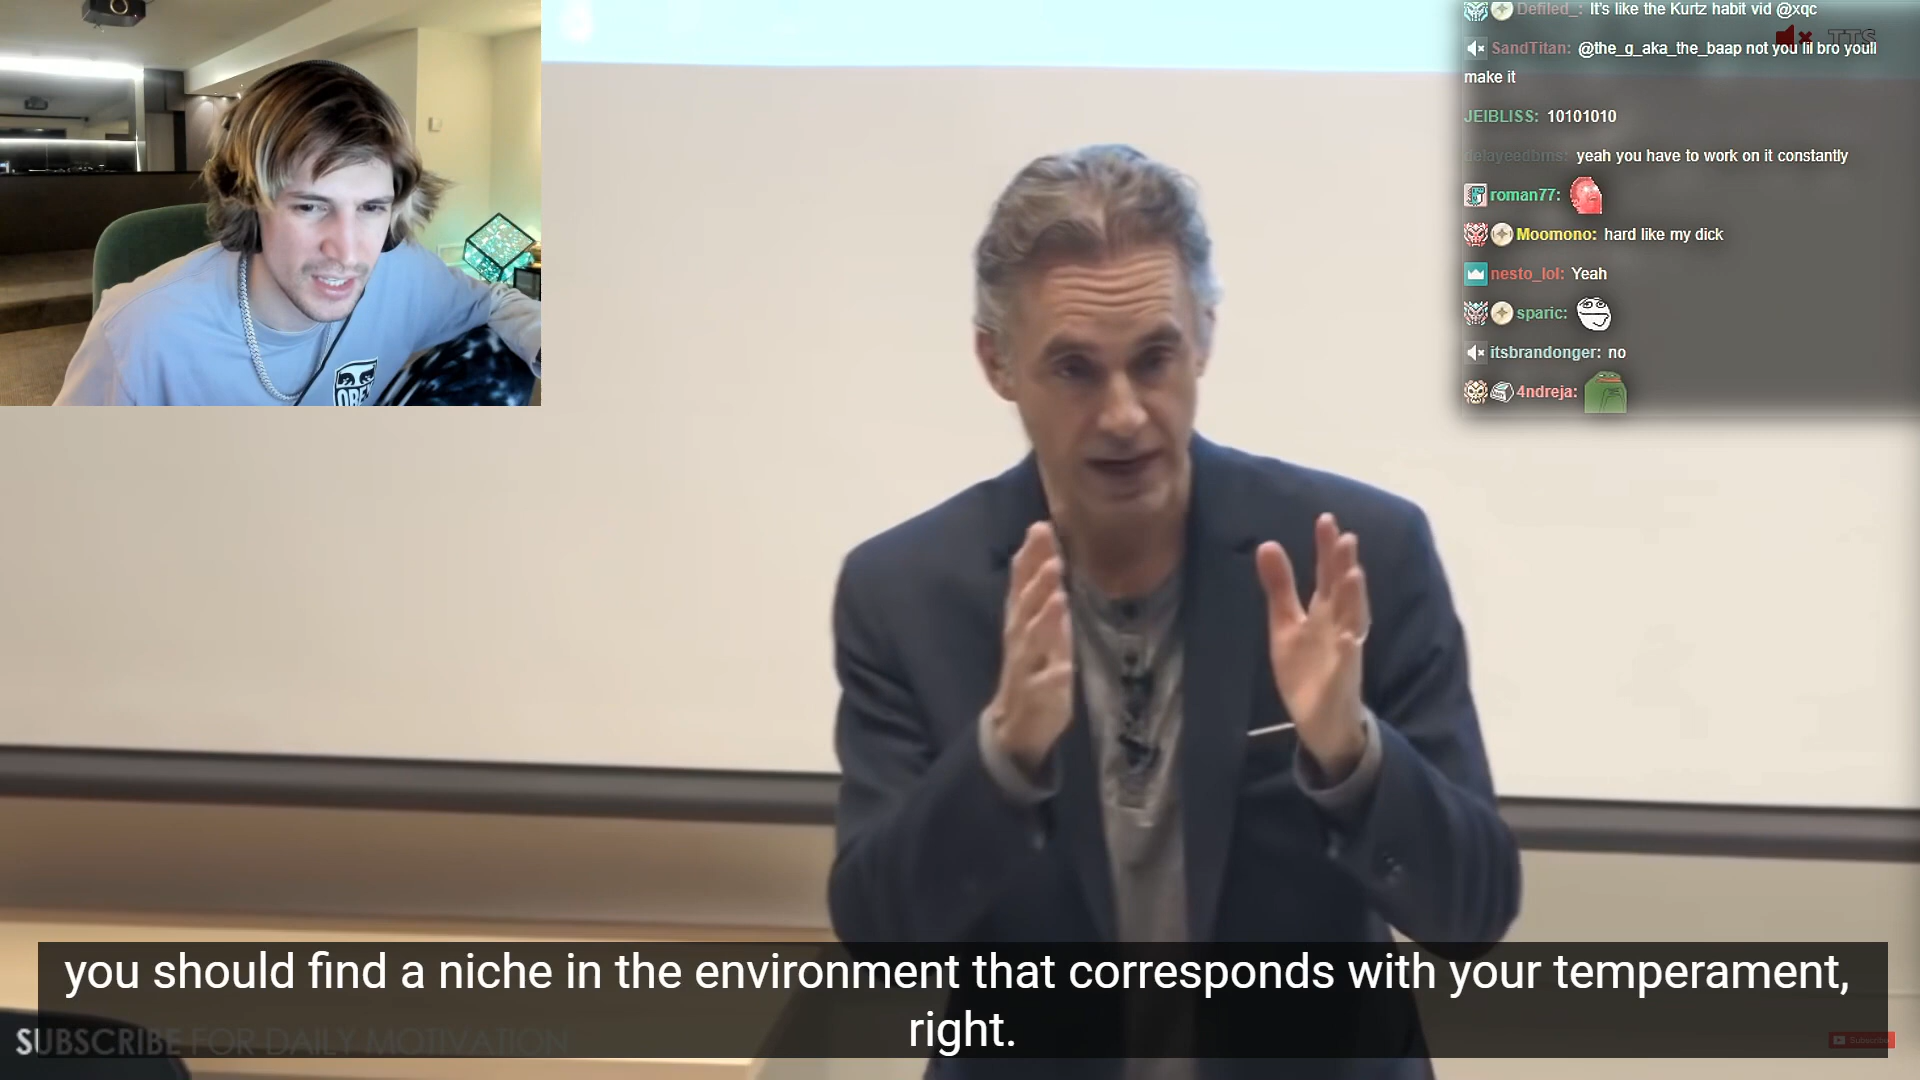 Defiled_: It's like the Kurtz habit vid @xqc
TTS
SandTitan: @the_g_aka_the_baap not you lil bro youll
make it
JEIBLISS: 10101010
delayeedbms: yeah you have to work on it constantly
roman77:
Moomono: hard like my dick
nesto_lol: Yeah
sparic:
itsbrandonger: no
4ndreja:
OBEY
you should find a niche in the environment that corresponds with your temperament,
right.
SUBSCRIBE FOR DAILY MOTIVATION
Subscribe